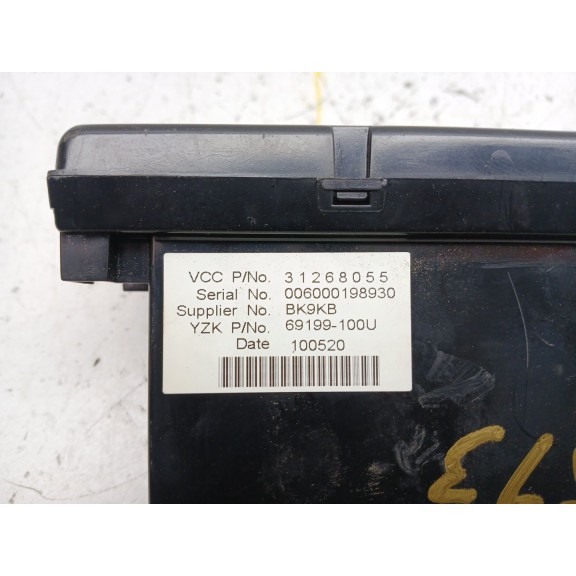 VCC P/No. 31268055
Serial No. 006000198930
Supplier No. BK9KB
YZK P/No. 69199-100U
Date 100520